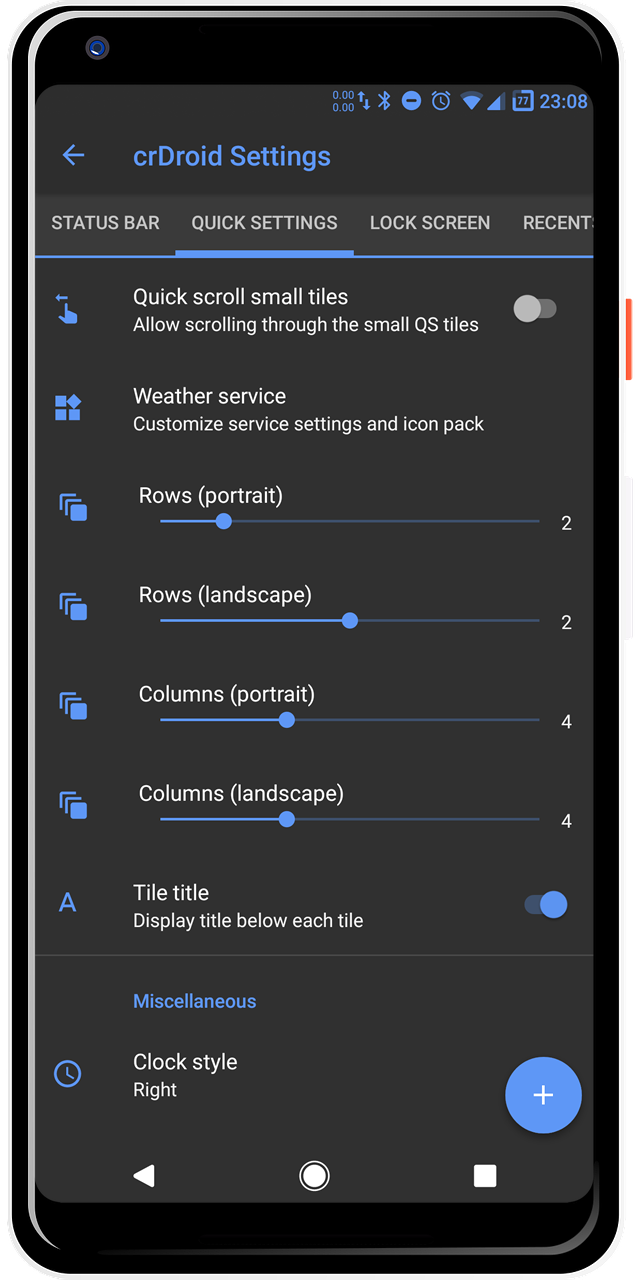 0.00
0.00
77
23:08
crDroid Settings
STATUS BAR
QUICK SETTINGS
LOCK SCREEN
RECENTS
Quick scroll small tiles
Allow scrolling through the small QS tiles
Weather service
Customize service settings and icon pack
Rows (portrait)
2
Rows (landscape)
2
Columns (portrait)
4
Columns (landscape)
4
A
Tile title
Display title below each tile
Miscellaneous
Clock style
Right